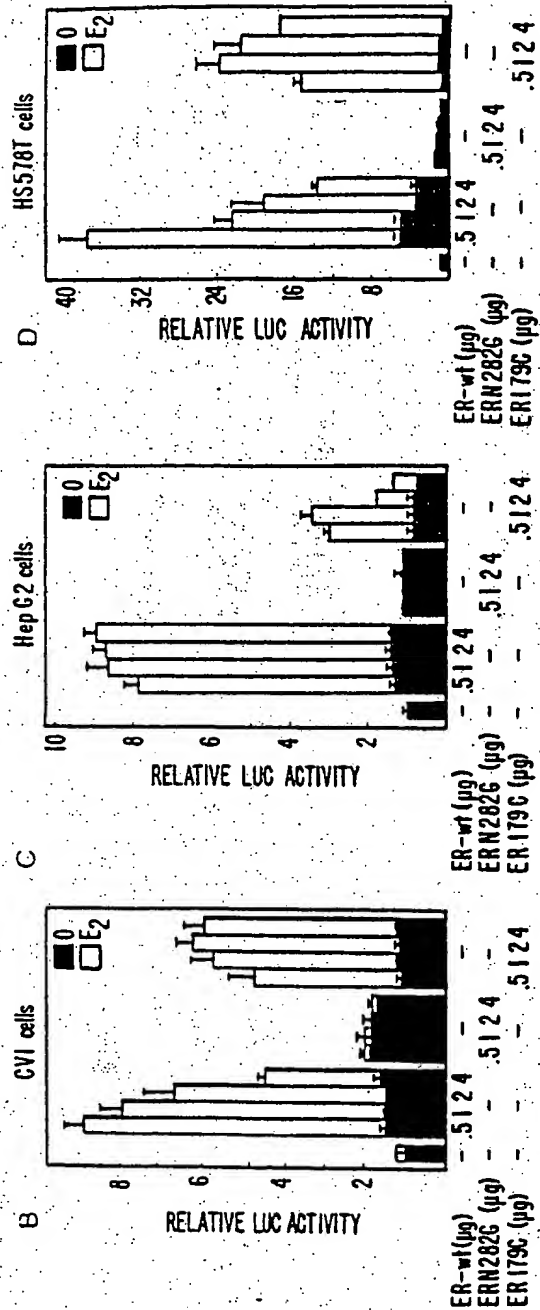 B
CVI cells
0
E2
RELATIVE LUC ACTIVITY
8
6
4
2
ER-wt (µg) - .5 1 2 4 - -
ERN282G (µg) - - .5 1 2 4 -
ER179C (µg) - - - .5 1 2 4
C
Hep G2 cells
0
E2
RELATIVE LUC ACTIVITY
10
8
6
4
2
ER-wt (µg) - .5 1 2 4 - -
ERN282G (µg) - - .5 1 2 4 -
ER179C (µg) - - - .5 1 2 4
D
HS578T cells
0
E2
RELATIVE LUC ACTIVITY
40
32
24
16
8
ER-wt (µg) - .5 1 2 4 - -
ERN282G (µg) - - .5 1 2 4 -
ER179C (µg) - - - .5 1 2 4